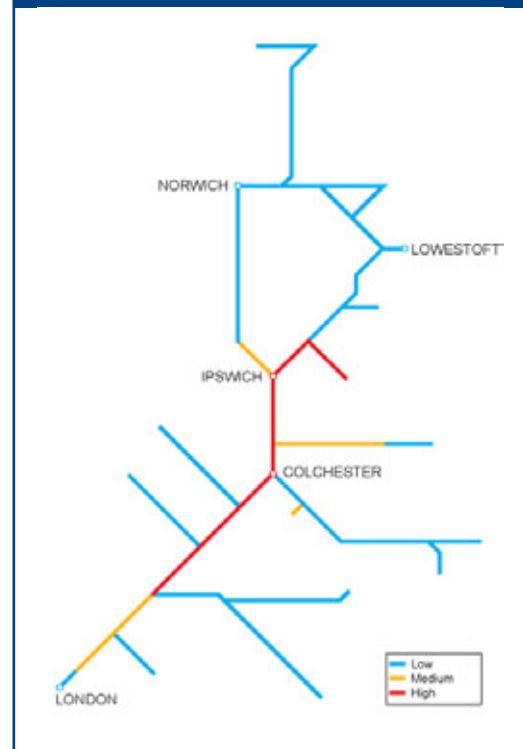 NORWICH
LOWESTOFT
IPSWICH
COLCHESTER
LONDON
Low
Medium
High